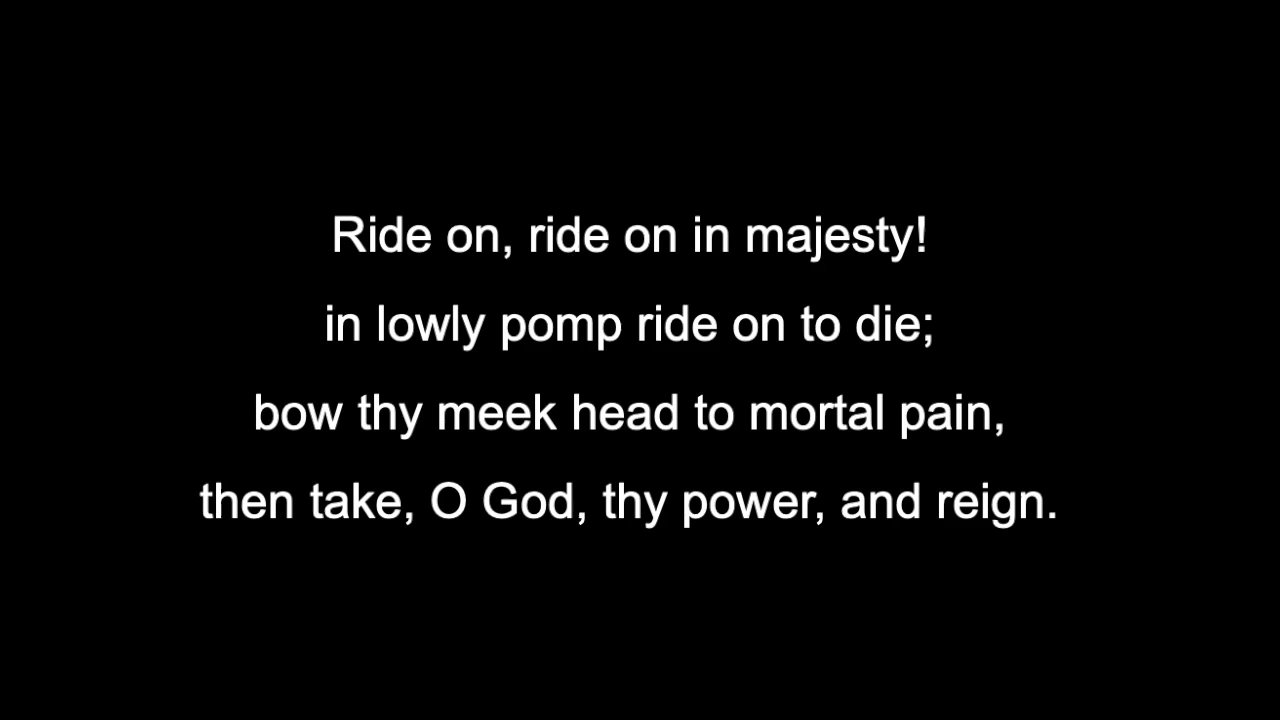 Ride on, ride on in majesty!
in lowly pomp ride on to die;
bow thy meek head to mortal pain,
then take, O God, thy power, and reign.